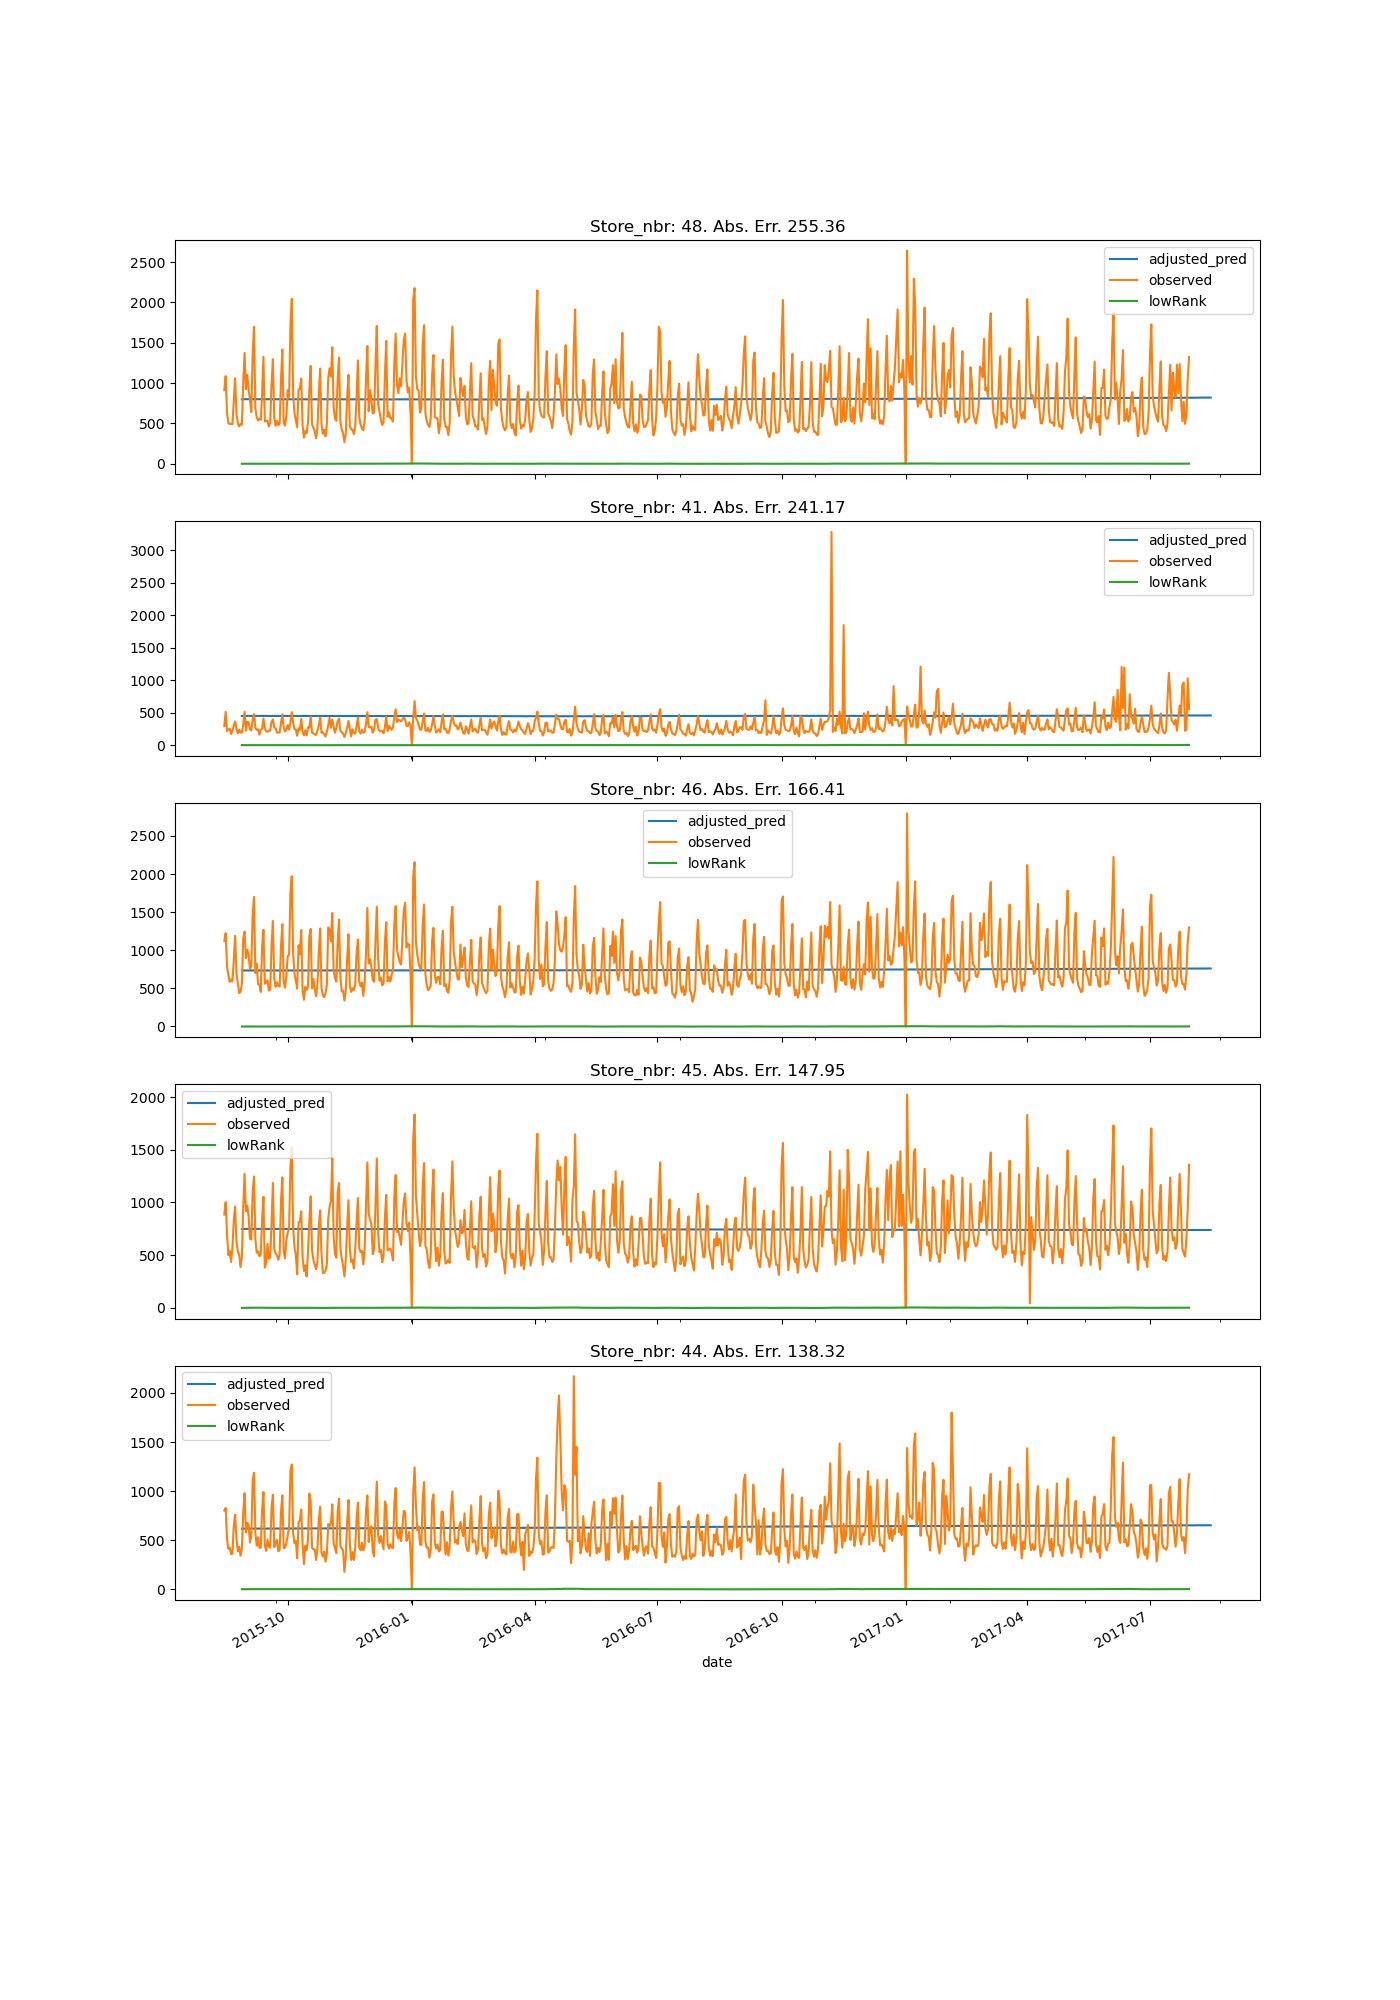 Store_nbr: 48. Abs. Err. 255.36
2500
2000
1500
1000
500
0
adjusted_pred
observed
lowRank
Store_nbr: 41. Abs. Err. 241.17
3000
2500
2000
1500
1000
500
0
adjusted_pred
observed
lowRank
Store_nbr: 46. Abs. Err. 166.41
2500
2000
1500
1000
500
0
adjusted_pred
observed
lowRank
Store_nbr: 45. Abs. Err. 147.95
2000
1500
1000
500
0
adjusted_pred
observed
lowRank
Store_nbr: 44. Abs. Err. 138.32
2000
1500
1000
500
0
adjusted_pred
observed
lowRank
2015-10
2016-01
2016-04
2016-07
2016-10
2017-01
2017-04
2017-07
date